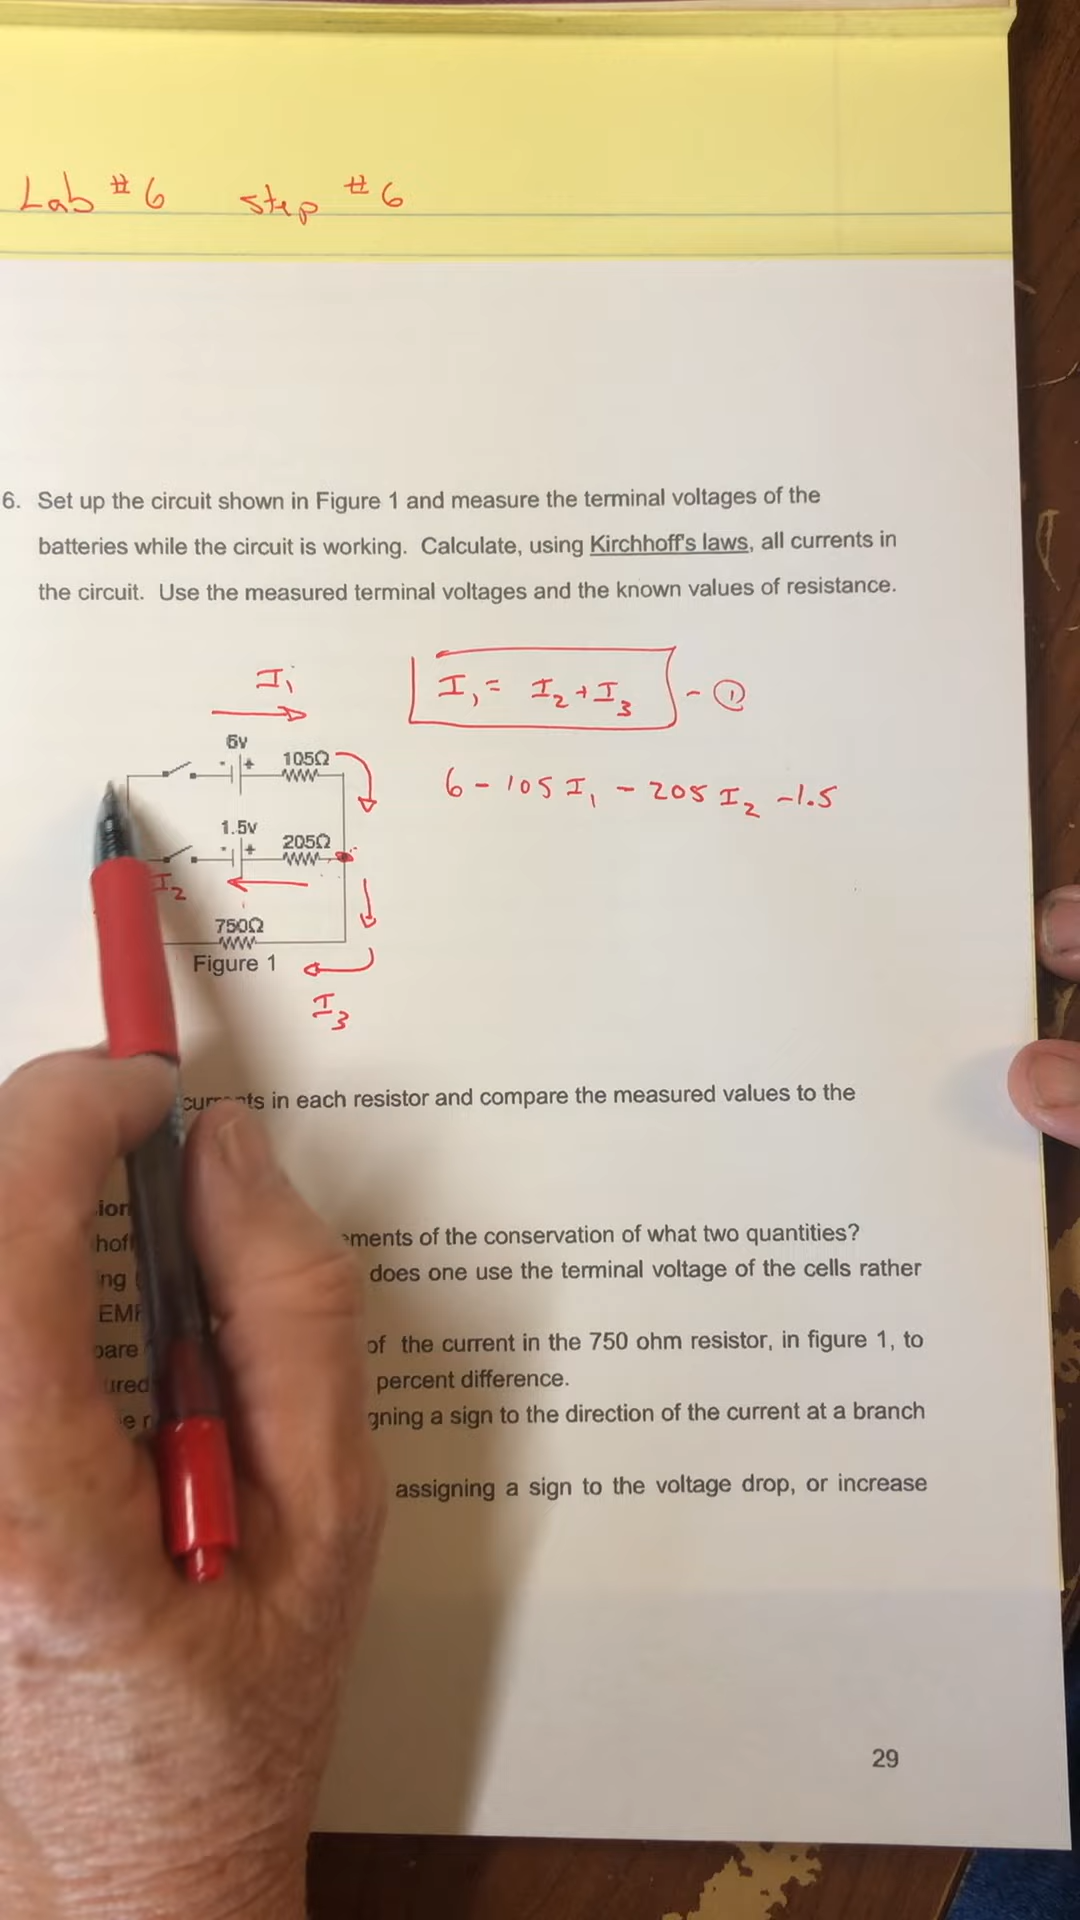 Lab #6 step #6
6. Set up the circuit shown in Figure 1 and measure the terminal voltages of the
batteries while the circuit is working. Calculate, using Kirchhoff's laws, all currents in
the circuit. Use the measured terminal voltages and the known values of resistance.
I₁
I₁ = I₂ + I₃ - ①
6v
105Ω
6 - 105 I₁ - 205 I₂ - 1.5
1.5v
205Ω
I₂
750Ω
Figure 1
I₃
currents in each resistor and compare the measured values to the
ements of the conservation of what two quantities?
does one use the terminal voltage of the cells rather
EMF
of the current in the 750 ohm resistor, in figure 1, to
percent difference.
gning a sign to the direction of the current at a branch
assigning a sign to the voltage drop, or increase
29